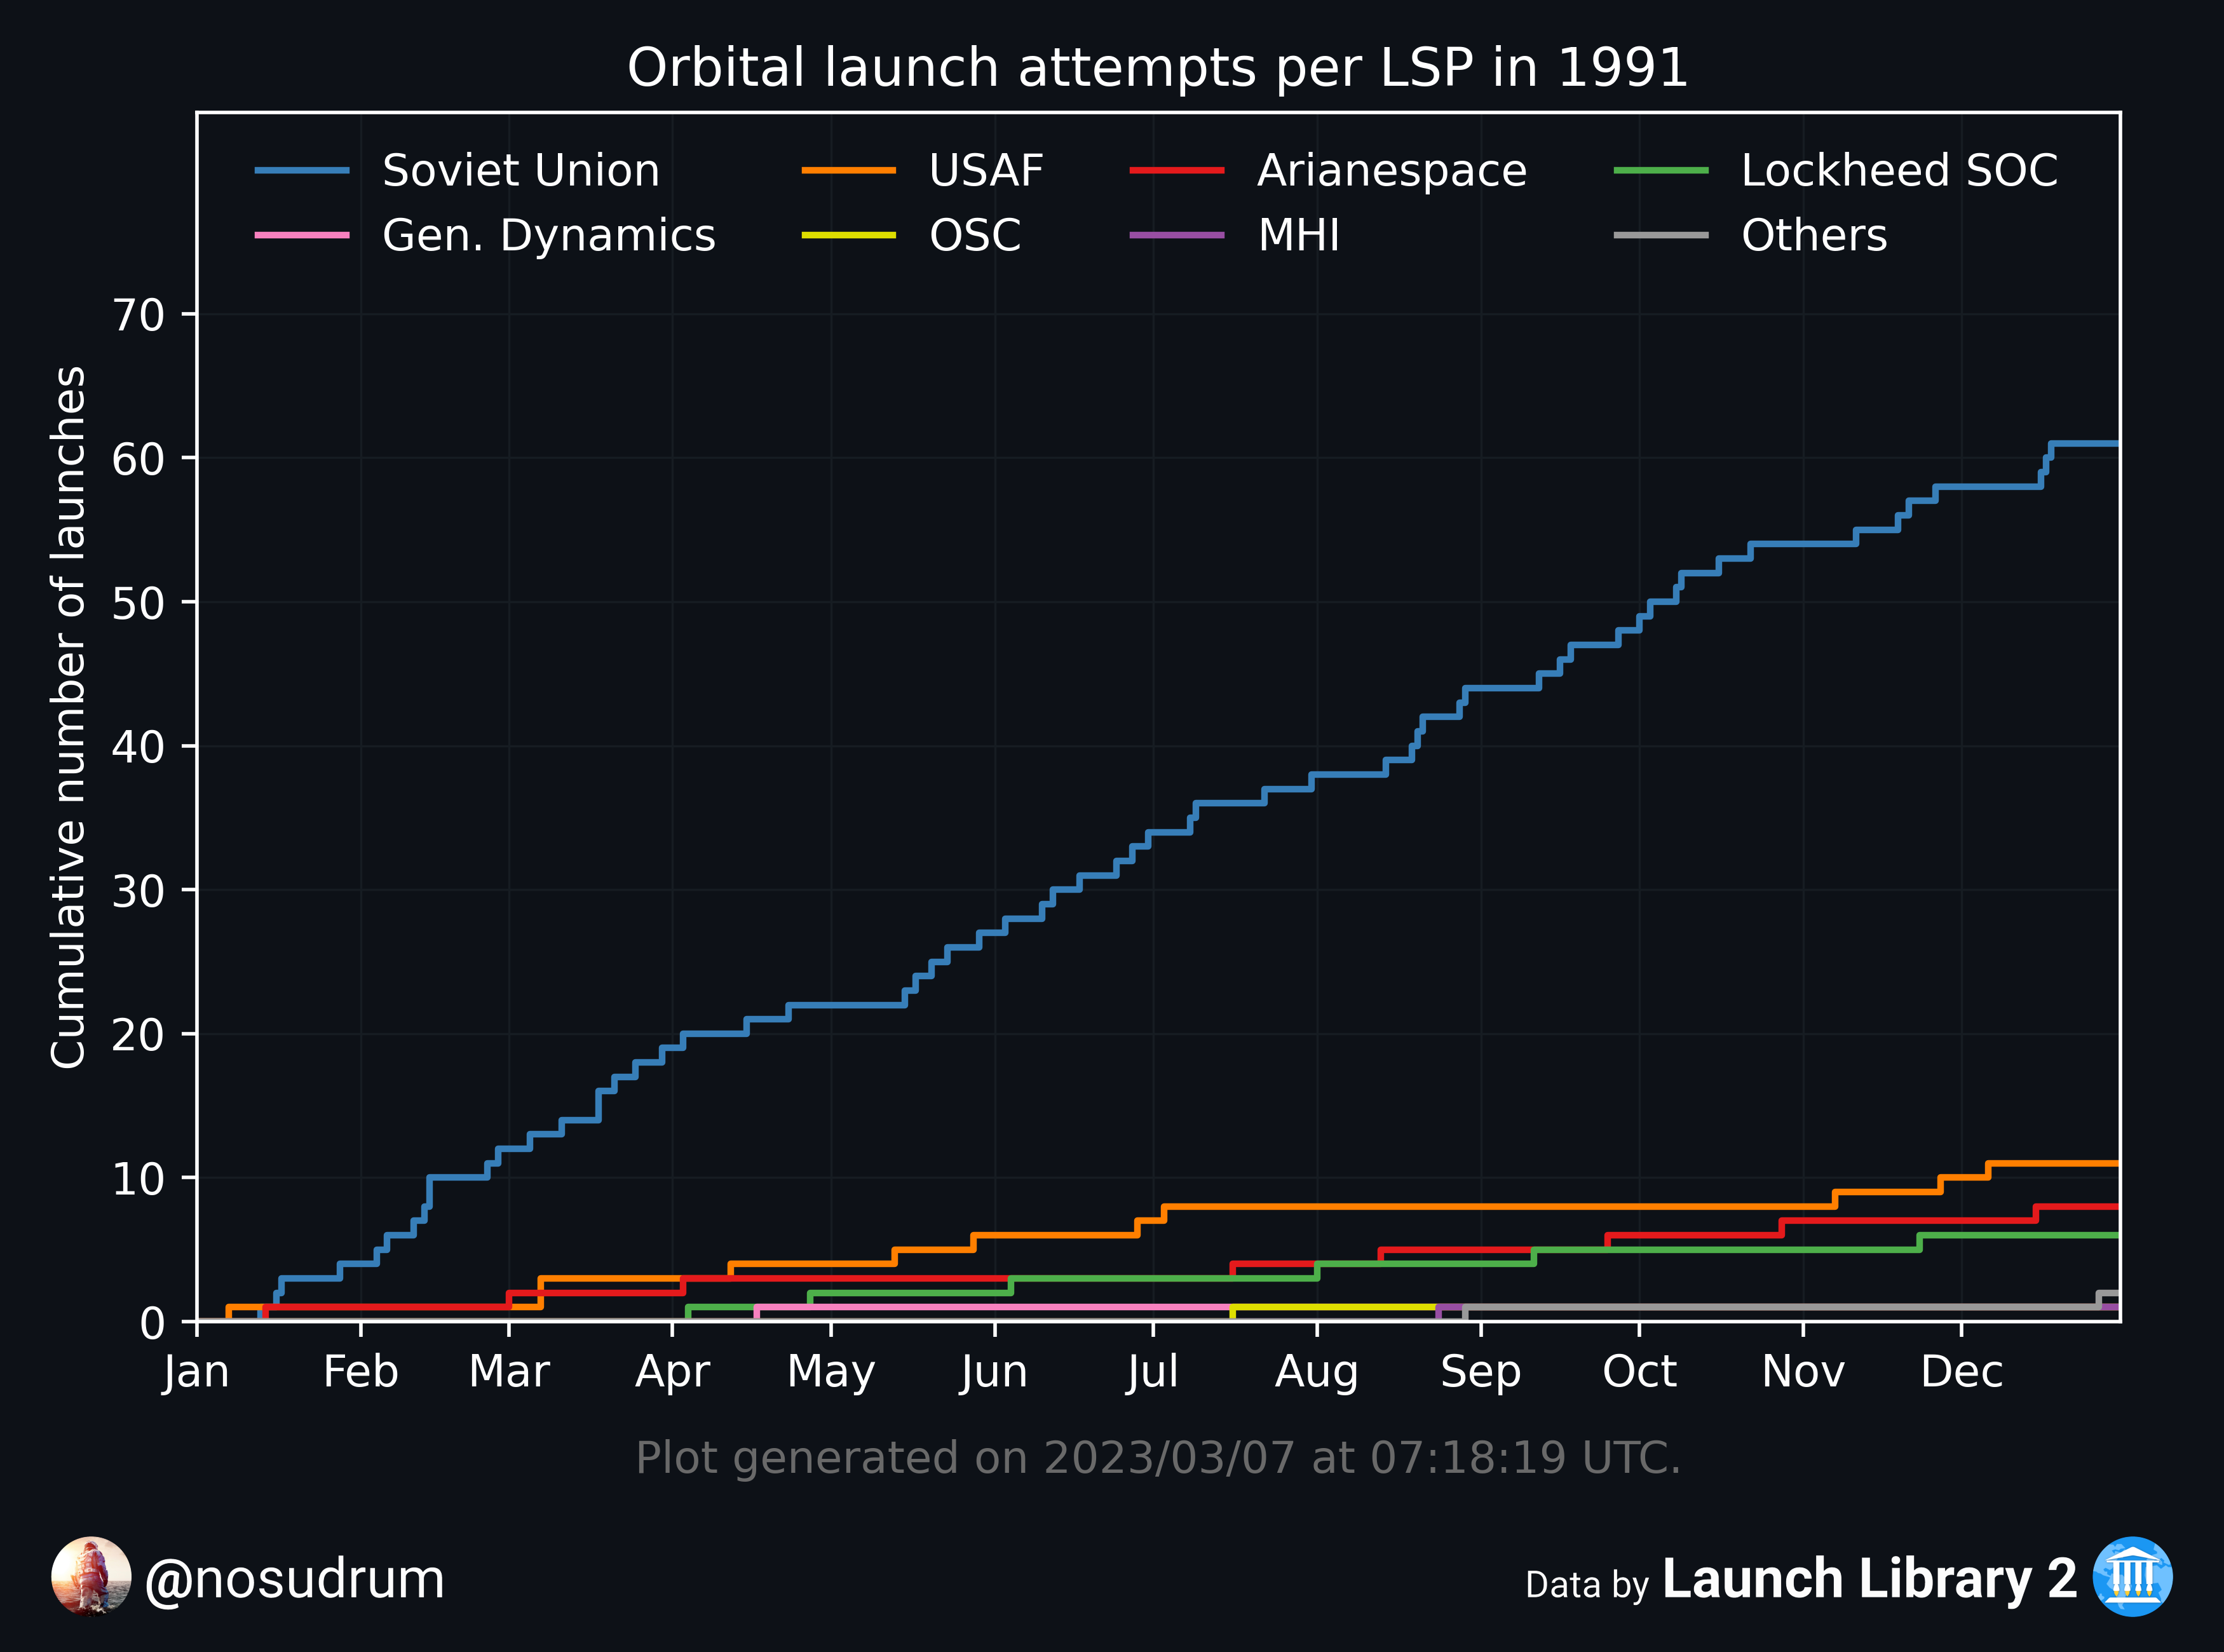 Orbital launch attempts per LSP in 1991
Soviet Union USAF Arianespace Lockheed SOC
Gen. Dynamics OSC MHI Others
Cumulative number of launches
70
60
50
40
30
20
10
0
Jan Feb Mar Apr May Jun Jul Aug Sep Oct Nov Dec
Plot generated on 2023/03/07 at 07:18:19 UTC.
@nosudrum
Data by Launch Library 2